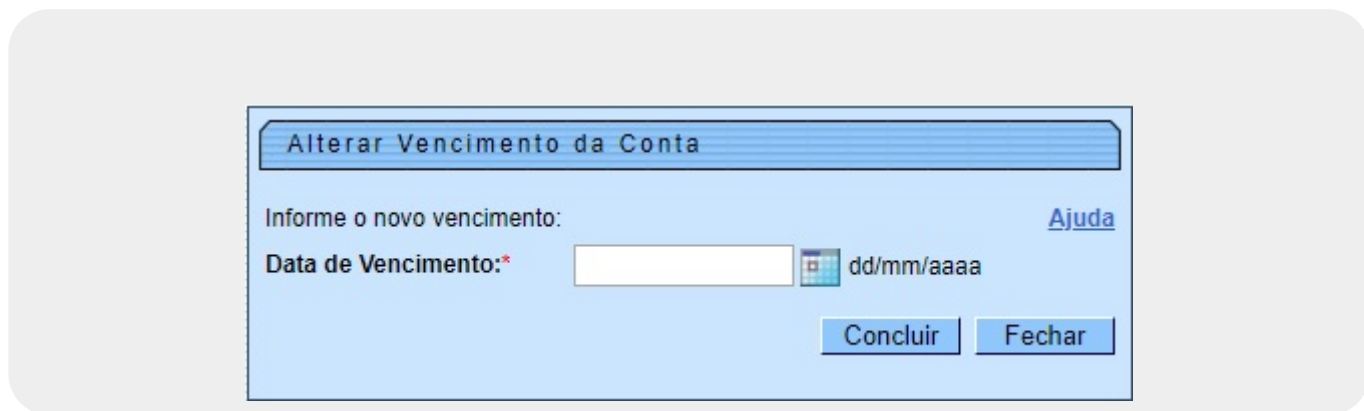 Alterar Vencimento da Conta
Informe o novo vencimento: Ajuda
Data de Vencimento:* dd/mm/aaaa
Concluir Fechar